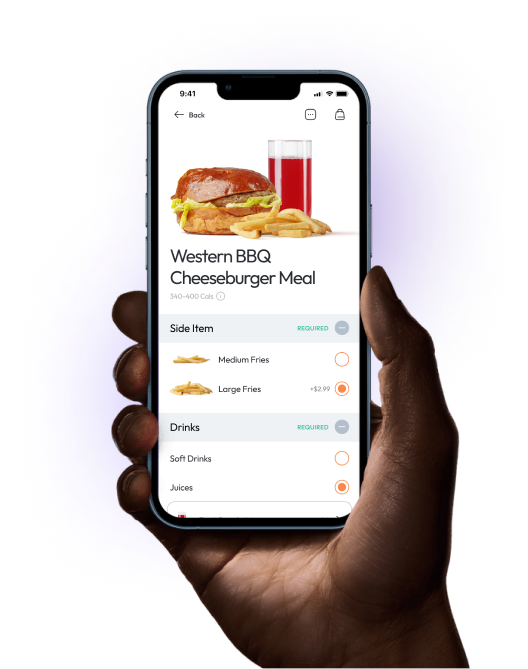 9:41
Back
Western BBQ
Cheeseburger Meal
340-400 Cals
Side Item REQUIRED
Medium Fries
Large Fries +$2.99
Drinks REQUIRED
Soft Drinks
Juices